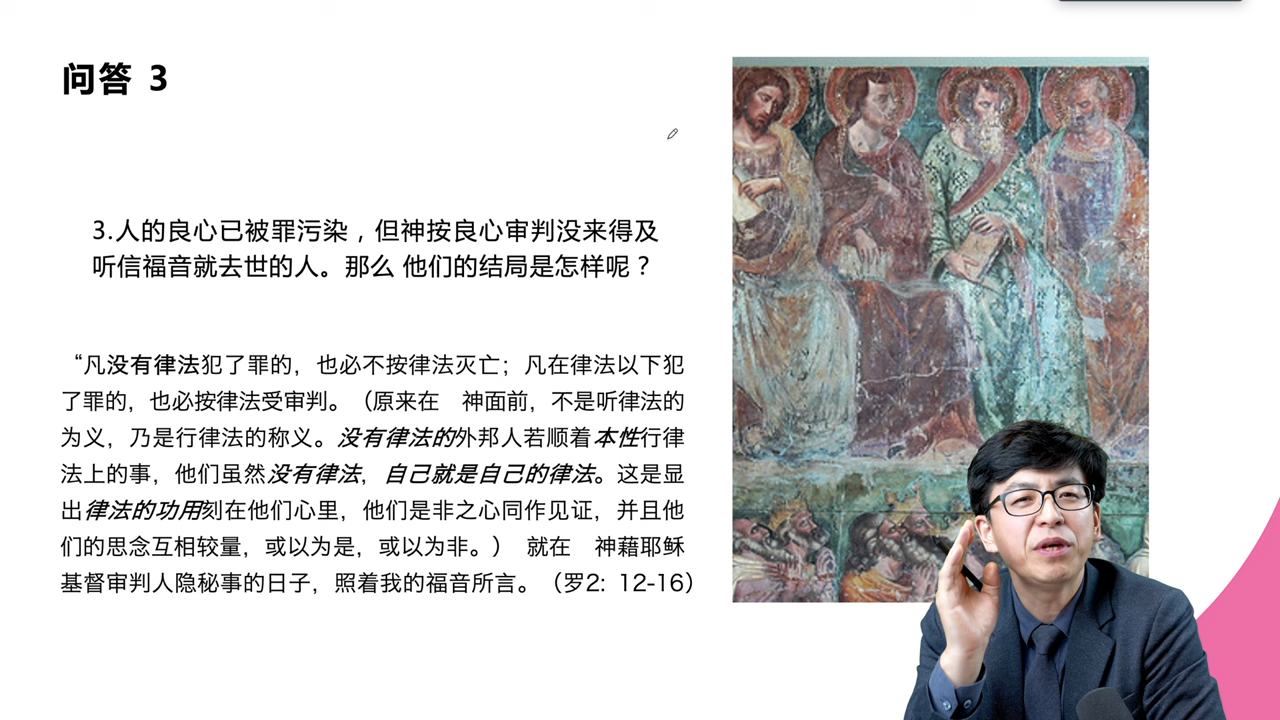 问答 3
3.人的良心已被罪污染，但神按良心审判没来得及
听信福音就去世的人。那么 他们的结局是怎样呢？
“凡没有律法犯了罪的，也必不按律法灭亡；凡在律法以下犯
了罪的，也必按律法受审判。（原来在　神面前，不是听律法的
为义，乃是行律法的称义。没有律法的外邦人若顺着本性行律
法上的事，他们虽然没有律法，自己就是自己的律法。这是显
出律法的功用刻在他们心里，他们是非之心同作见证，并且他
们的思念互相较量，或以为是，或以为非。） 就在　神藉耶稣
基督审判人隐秘事的日子，照着我的福音所言。（罗2: 12-16）